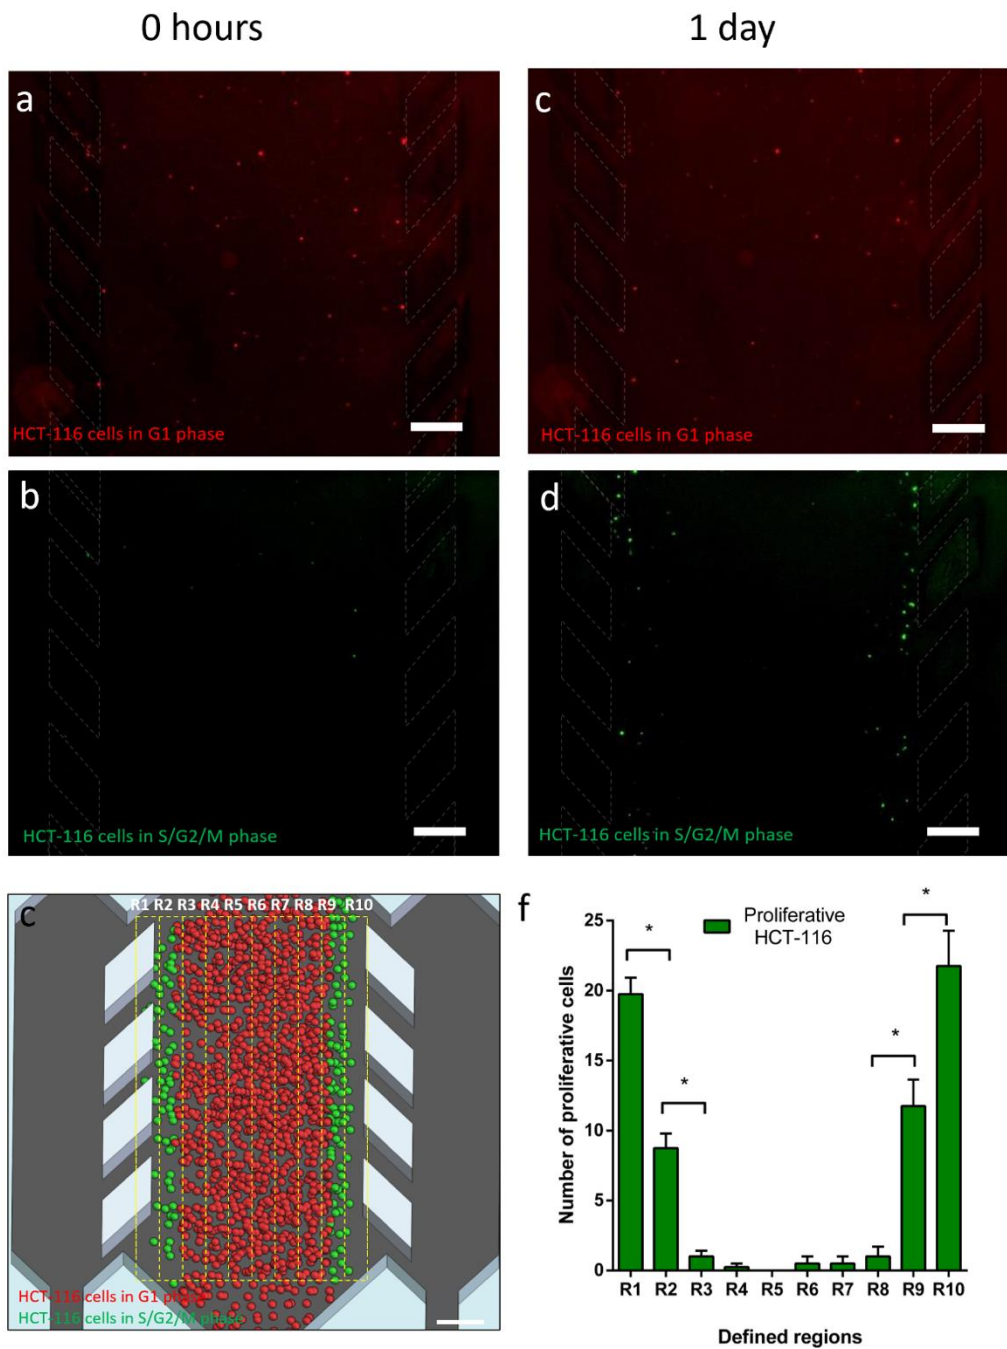 0 hours
1 day
a
HCT-116 cells in G1 phase
c
HCT-116 cells in G1 phase
b
HCT-116 cells in S/G2/M phase
d
HCT-116 cells in S/G2/M phase
c
R1 R2 R3 R4 R5 R6 R7 R8 R9 R10
HCT-116 cells in G1 phase
HCT-116 cells in S/G2/M phase
f
Proliferative
HCT-116
Number of proliferative cells
25
20
15
10
5
0
* * * *
R1 R2 R3 R4 R5 R6 R7 R8 R9 R10
Defined regions